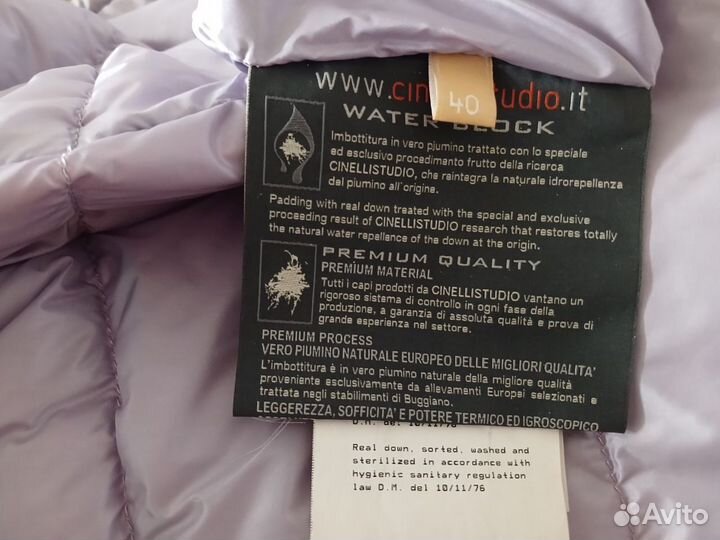 www.cin studio.it
40
WATER BLOCK
Imbottitura in vero piumino trattato con lo speciale
ed esclusivo procedimento frutto della ricerca
CINELLISTUDIO, che reintegra la naturale idrorepellenza
del piumino all'origine.
Padding with real down treated with the special and exclusive
proceeding result of CINELLISTUDIO research that restores totally
the natural water repellance of the down at the origin.
PREMIUM QUALITY
PREMIUM MATERIAL
Tutti i capi prodotti da CINELLISTUDIO vantano un
rigoroso sistema di controllo in ogni fase della
produzione, a garanzia di assoluta qualità e prova di
grande esperienza nel settore.
PREMIUM PROCESS
VERO PIUMINO NATURALE EUROPEO DELLE MIGLIORI QUALITA'
L'imbottitura è in vero piumino naturale della migliore qualità
proveniente esclusivamente da allevamenti Europei selezionati e
trattata negli stabilimenti di Buggiano.
LEGGEREZZA, SOFFICITA' E POTERE TERMICO ED IGROSCOPICO
D.M. del 10/11/76
Real down, sorted, washed and
sterilized in accordance with
hygienic sanitary regulation
law D.M. del 10/11/76
Avito